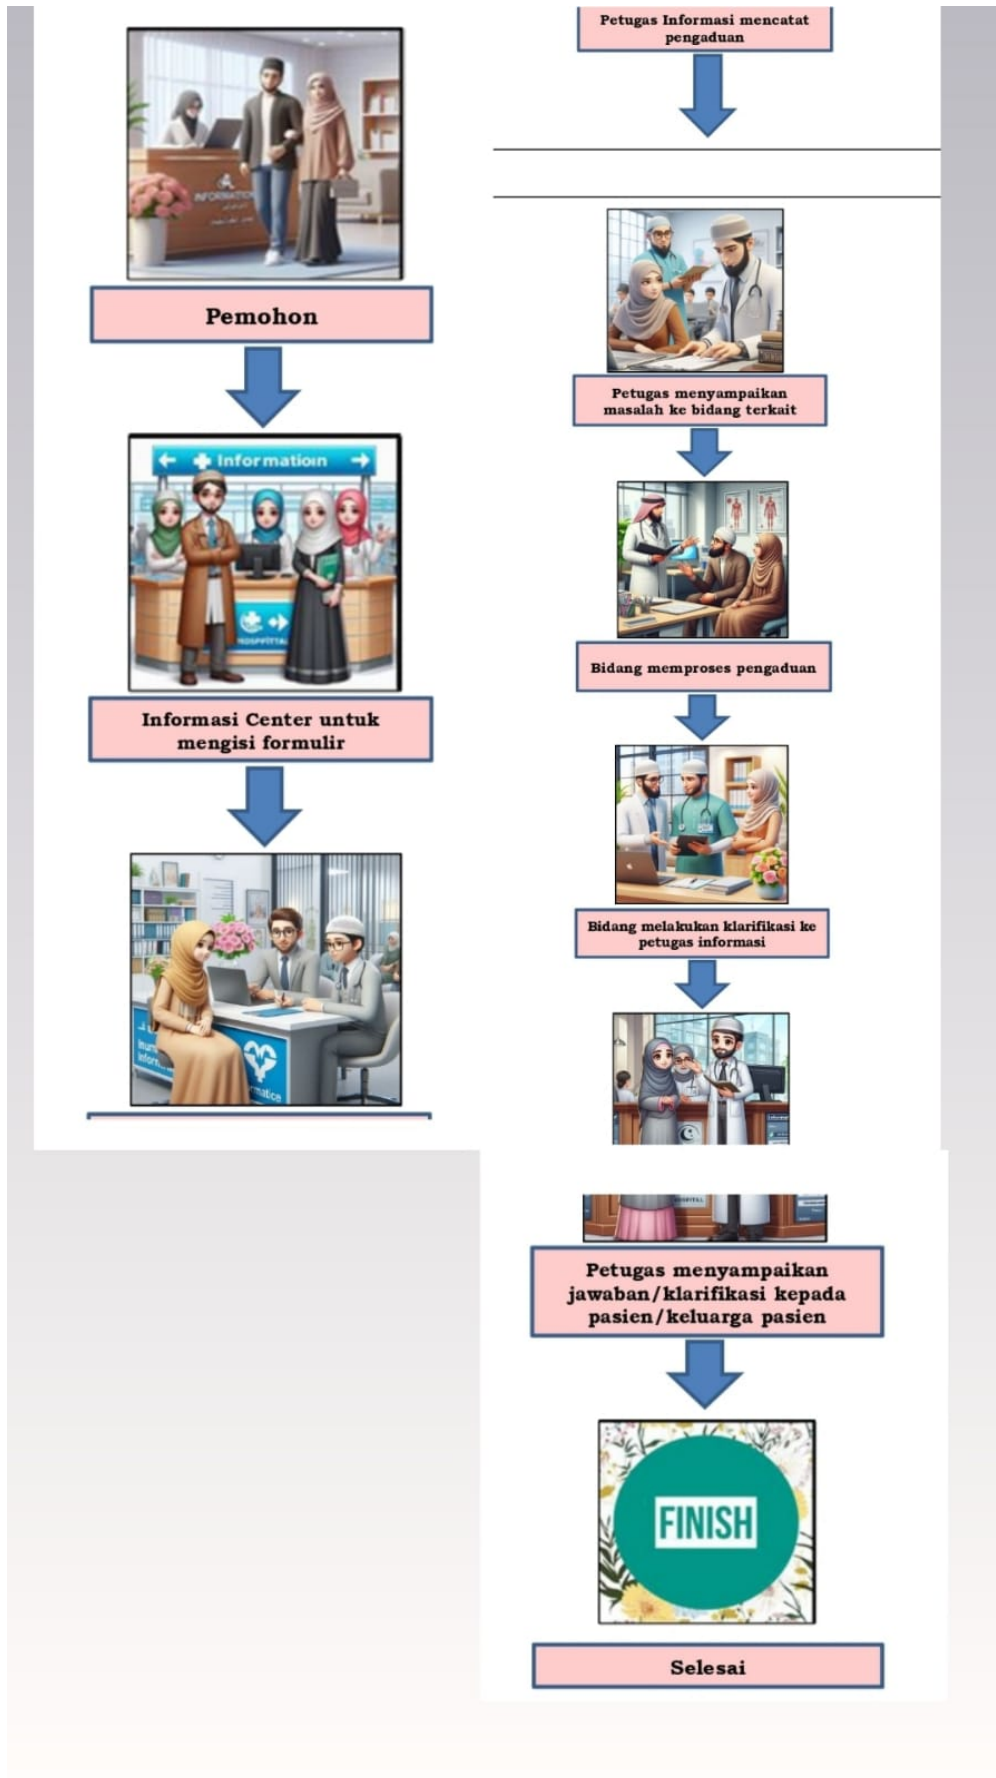 INFORMATION
Pemohon
Information
Informasi Center untuk
mengisi formulir
Petugas Informasi mencatat
pengaduan
Petugas menyampaikan
masalah ke bidang terkait
Bidang memproses pengaduan
Bidang melakukan klarifikasi ke
petugas informasi
Petugas menyampaikan
jawaban/klarifikasi kepada
pasien/keluarga pasien
FINISH
Selesai